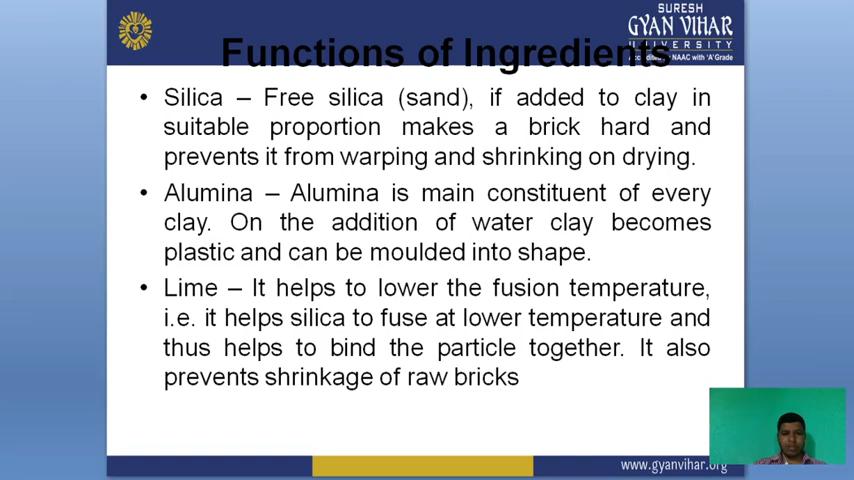 SURESH
GYAN VIHAR
UNIVERSITY
Accredited by NAAC with 'A' Grade
Functions of Ingredients
• Silica – Free silica (sand), if added to clay in
suitable proportion makes a brick hard and
prevents it from warping and shrinking on drying.
• Alumina – Alumina is main constituent of every
clay. On the addition of water clay becomes
plastic and can be moulded into shape.
• Lime – It helps to lower the fusion temperature,
i.e. it helps silica to fuse at lower temperature and
thus helps to bind the particle together. It also
prevents shrinkage of raw bricks
www.gyanvihar.org